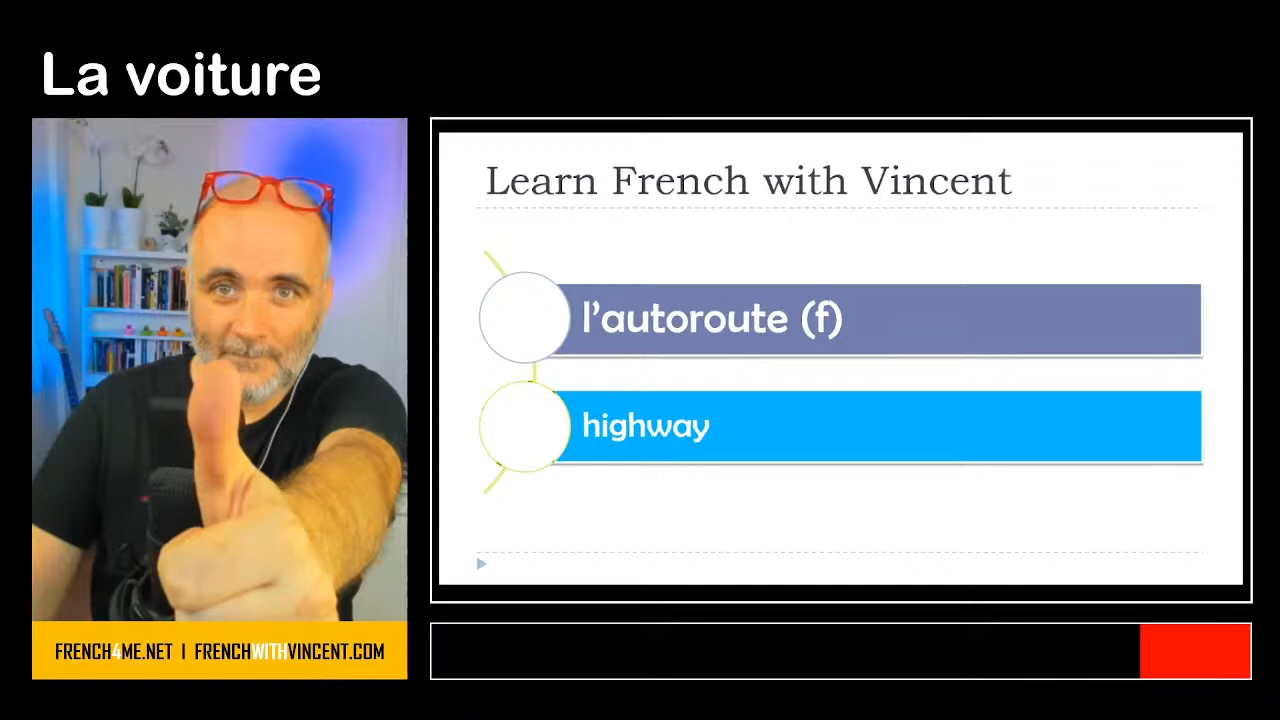 La voiture
Learn French with Vincent
l'autoroute (f)
highway
FRENCH4ME.NET | FRENCHWITHVINCENT.COM